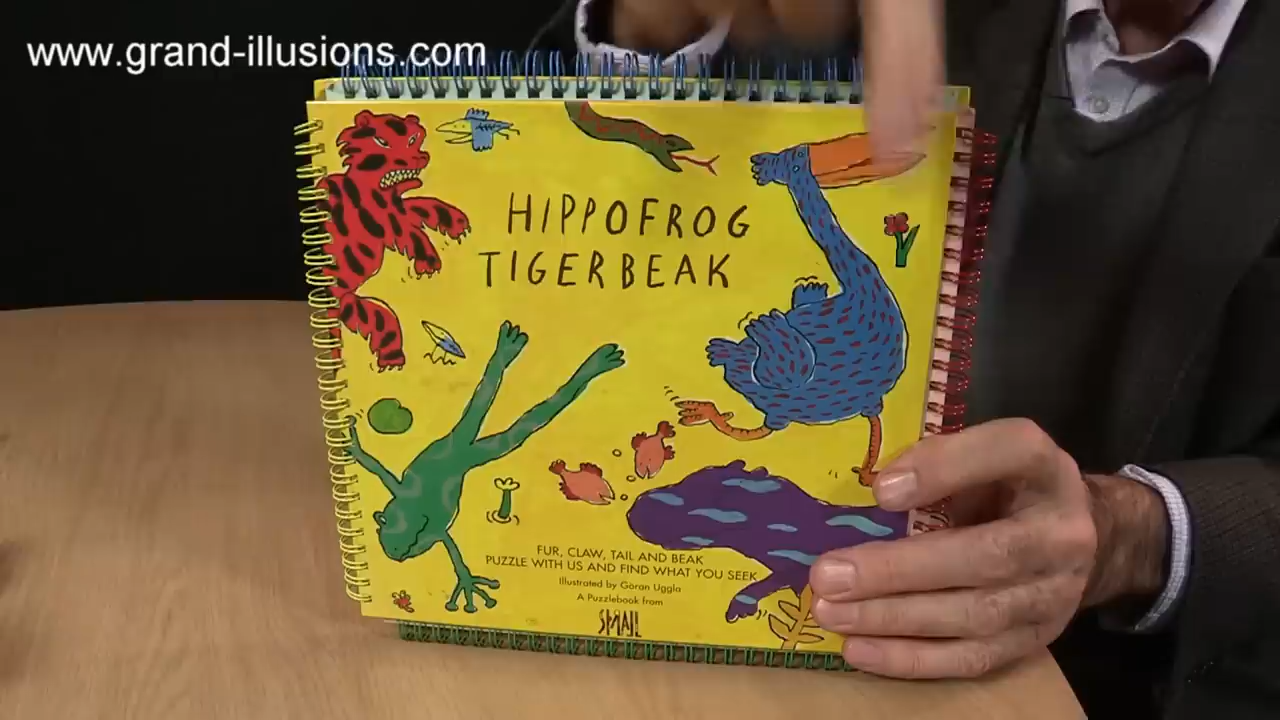 www.grand-illusions.com
HIPPOFROG
TIGERBEAK
FUR, CLAW, TAIL AND BEAK
PUZZLE WITH US AND FIND WHAT YOU SEEK
Illustrated by Göran Uggla
A Puzzlebook from
SMAIL